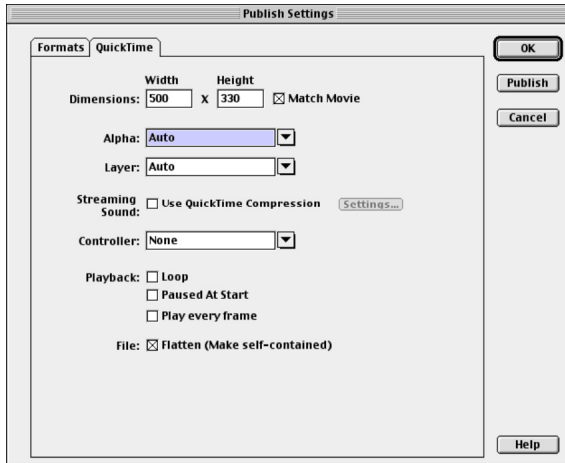 Publish Settings
Formats QuickTime
OK
Publish
Cancel
Width Height
Dimensions: 500 X 330 Match Movie
Alpha: Auto
Layer: Auto
Streaming Sound: Use QuickTime Compression Settings...
Controller: None
Playback: Loop
Paused At Start
Play every frame
File: Flatten (Make self-contained)
Help